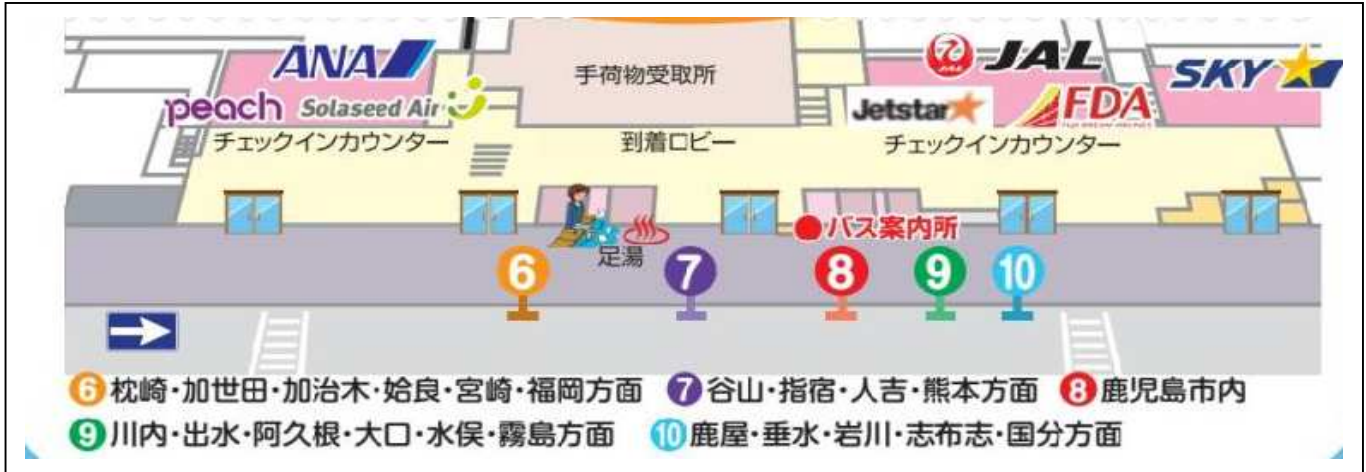 ANA
手荷物受取所
JAL
SKY
peach Solaseed Air
Jetstar FDA
チェックインカウンター
到着ロビー
チェックインカウンター
バス案内所
足湯
6 7 8 9 10
6 枕崎・加世田・加治木・姶良・宮崎・福岡方面 7 谷山・指宿・人吉・熊本方面 8 鹿児島市内
9 川内・出水・阿久根・大口・水俣・霧島方面 10 鹿屋・垂水・岩川・志布志・国分方面